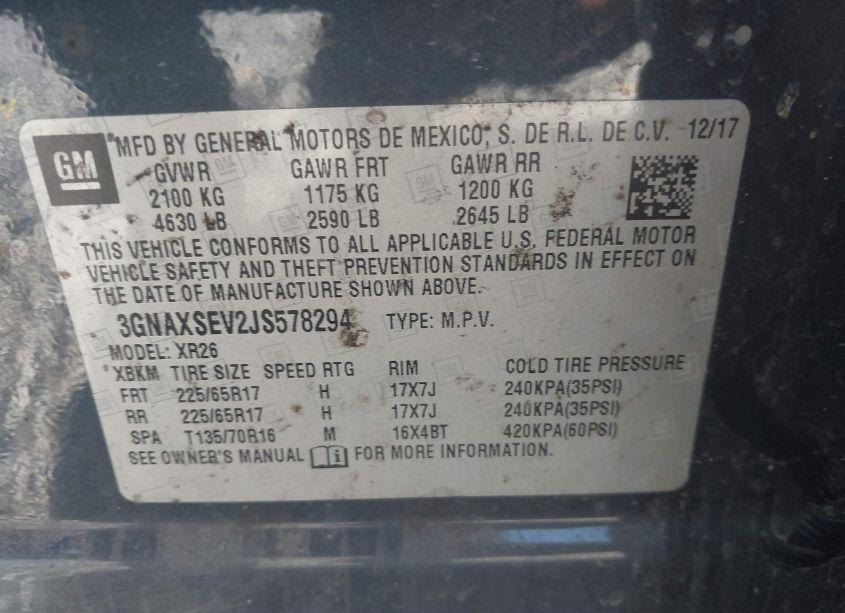 GM
*MFD BY GENERAL MOTORS DE MEXICO, S. DE R.L. DE C.V. 12/17
GVWR GAWR FRT GAWR RR
2100 KG 1175 KG 1200 KG
4630 LB 2590 LB 2645 LB
THIS VEHICLE CONFORMS TO ALL APPLICABLE U.S. FEDERAL MOTOR
VEHICLE SAFETY AND THEFT PREVENTION STANDARDS IN EFFECT ON
THE DATE OF MANUFACTURE SHOWN ABOVE.
3GNAXSEV2JS578294 TYPE: M.P.V.
MODEL: XR26
*XBKM TIRE SIZE SPEED RTG RIM COLD TIRE PRESSURE
FRT 225/65R17 H 17X7J 240KPA(35PSI)
RR 225/65R17 H 17X7J 240KPA(35PSI)
SPA T135/70R16 M 16X4BT 420KPA(60PSI)
SEE OWNER'S MANUAL FOR MORE INFORMATION.